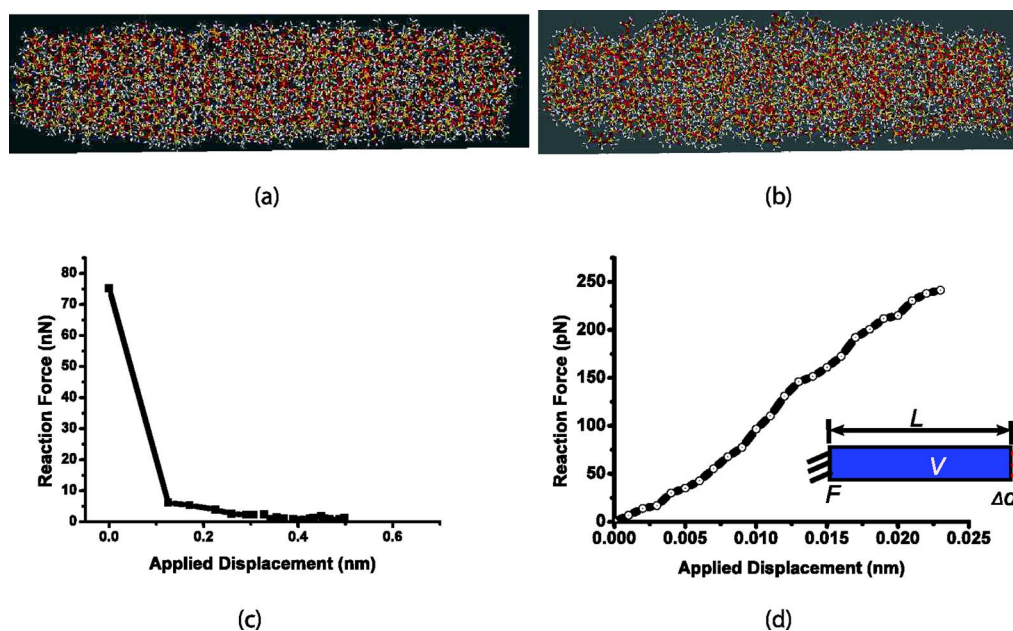 (a)
(b)
Reaction Force (nN)
80
70
60
50
40
30
20
10
0
0.0 0.2 0.4 0.6
Applied Displacement (nm)
(c)
Reaction Force (pN)
250
200
150
100
50
0
L
V
F
Δd
0.000 0.005 0.010 0.015 0.020 0.025
Applied Displacement (nm)
(d)